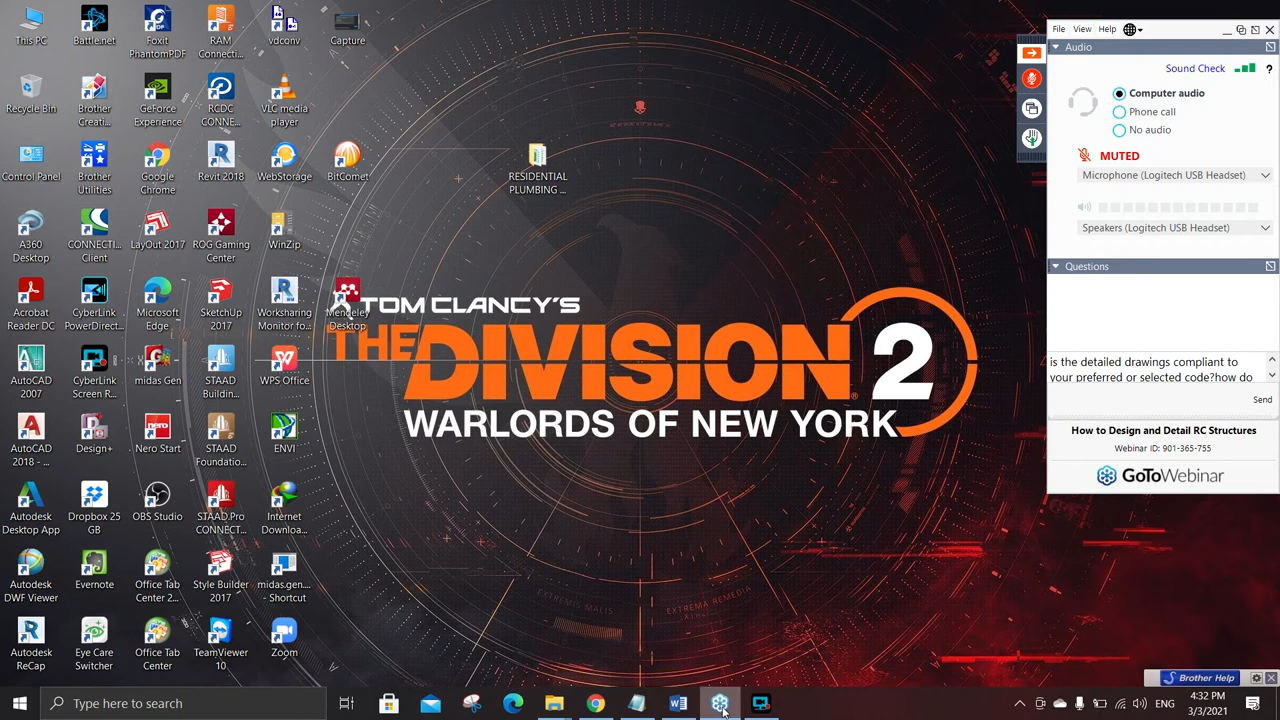 This PC
Battle.net
Foxit
PhantomPDF
RAM
Connecti...
vdconv
Capture
Recycle Bin
Brother
Creati...
GeForce
Experience
RCDC
CONNE...
VLC media
player
Control Panel
Brother
Utilities
Google
Chrome
Revit 2018
WebStorage
BitComet
RESIDENTIAL
PLUMBING ...
A360
Desktop
CONNECTI...
Client
LayOut 2017
ROG Gaming
Center
WinZip
Acrobat
Reader DC
CyberLink
PowerDirect...
Microsoft
Edge
SketchUp
2017
Worksharing
Monitor fo...
Mendeley
Desktop
AutoCAD
2007
CyberLink
Screen R...
midas Gen
STAAD
Buildin...
WPS Office
AutoCAD
2018 - ...
Design+
Nero Start
STAAD
Foundatio...
ENVI
Autodesk
Desktop App
Dropbox 25
GB
OBS Studio
STAAD.Pro
CONNECT...
Internet
Downloa...
Autodesk
DWF Viewer
Evernote
Office Tab
Center 2...
Style Builder
2017
midas.gen....
- Shortcut
Autodesk
ReCap
Eye Care
Switcher
Office Tab
Center
TeamViewer
10
Zoom
TOM CLANCY'S
THE DIVISION 2
WARLORDS OF NEW YORK
EXTREMIS MALIS
EXTREMA REMEDIA
File View Help
Audio
Sound Check ?
Computer audio
Phone call
No audio
MUTED
Microphone (Logitech USB Headset)
Speakers (Logitech USB Headset)
Questions
is the detailed drawings compliant to
your preferred or selected code?how do
Send
How to Design and Detail RC Structures
Webinar ID: 901-365-755
GoToWebinar
Brother Help
Type here to search
ENG
4:32 PM
3/3/2021